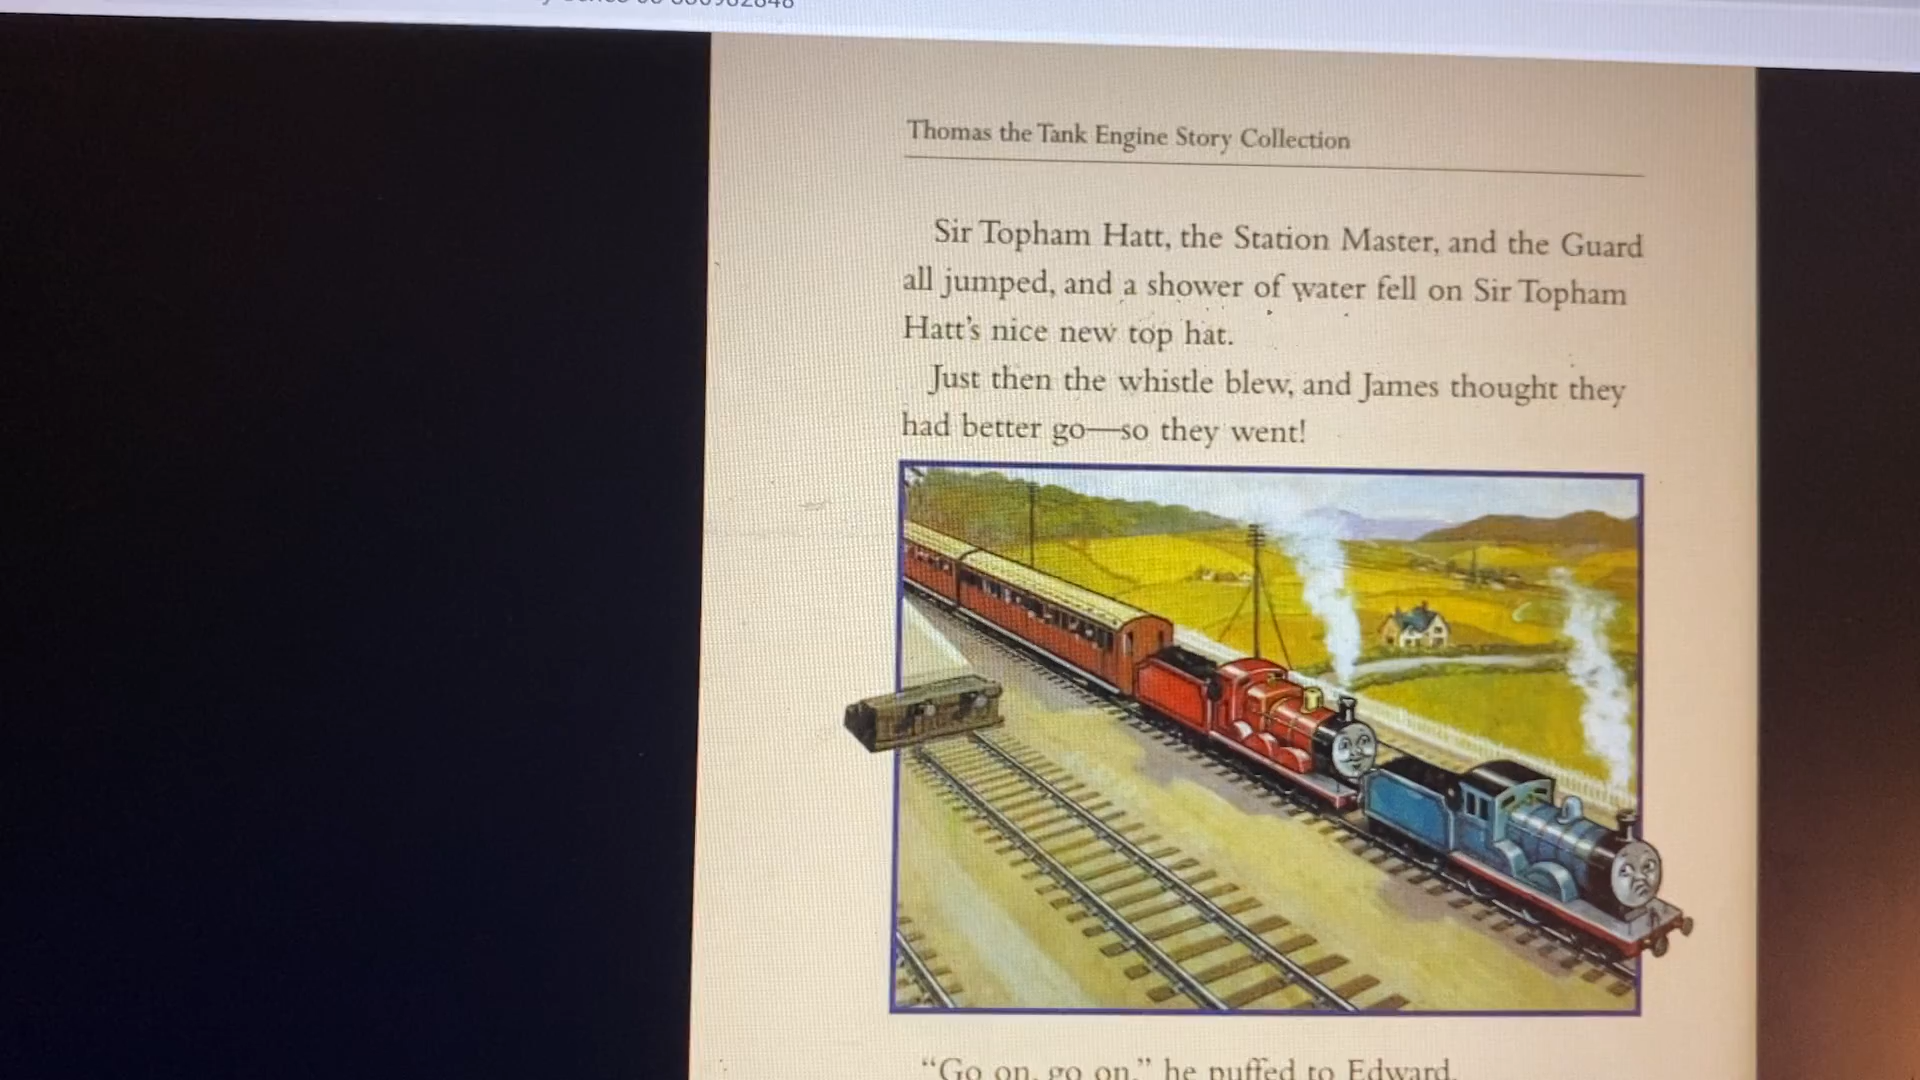 Thomas the Tank Engine Story Collection
Sir Topham Hatt, the Station Master, and the Guard
all jumped, and a shower of water fell on Sir Topham
Hatt's nice new top hat.
Just then the whistle blew, and James thought they
had better go—so they went!
"Go on, go on," he puffed to Edward.